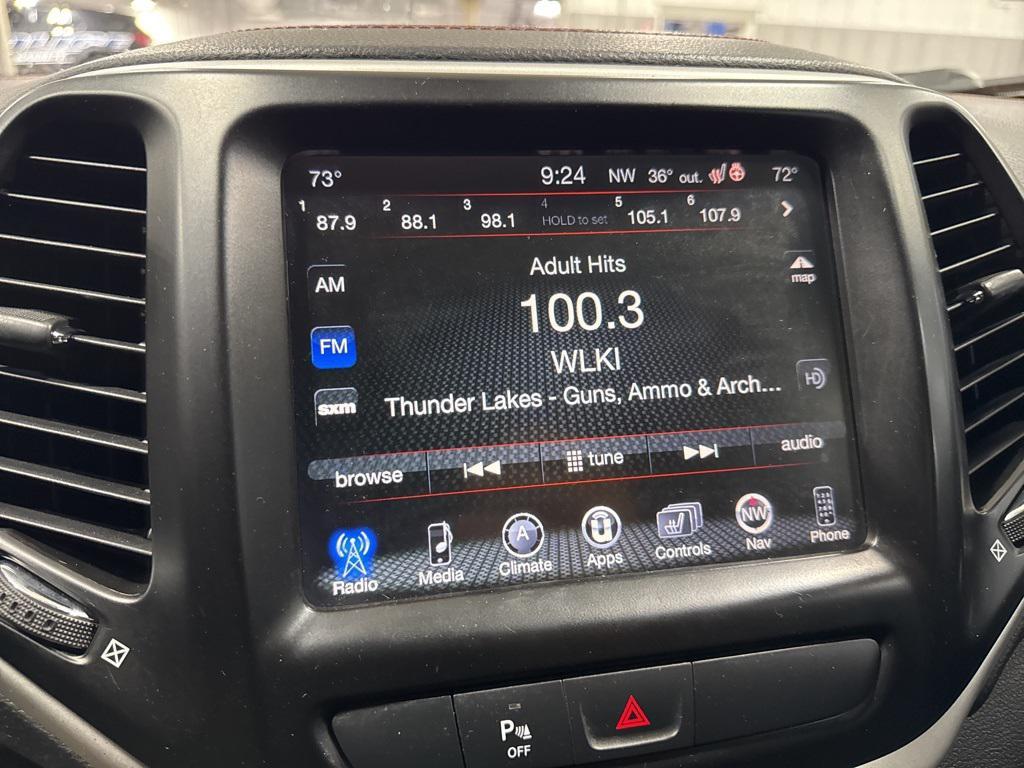 73° 9:24 NW 36° out. 72°
1 87.9 2 88.1 3 98.1 4 HOLD to set 5 105.1 6 107.9
Adult Hits
map
AM
100.3
FM
WLKI
HD
sxm
Thunder Lakes - Guns, Ammo & Arch...
browse tune audio
A NW
Radio Media Climate Apps Controls Nav Phone
P
OFF